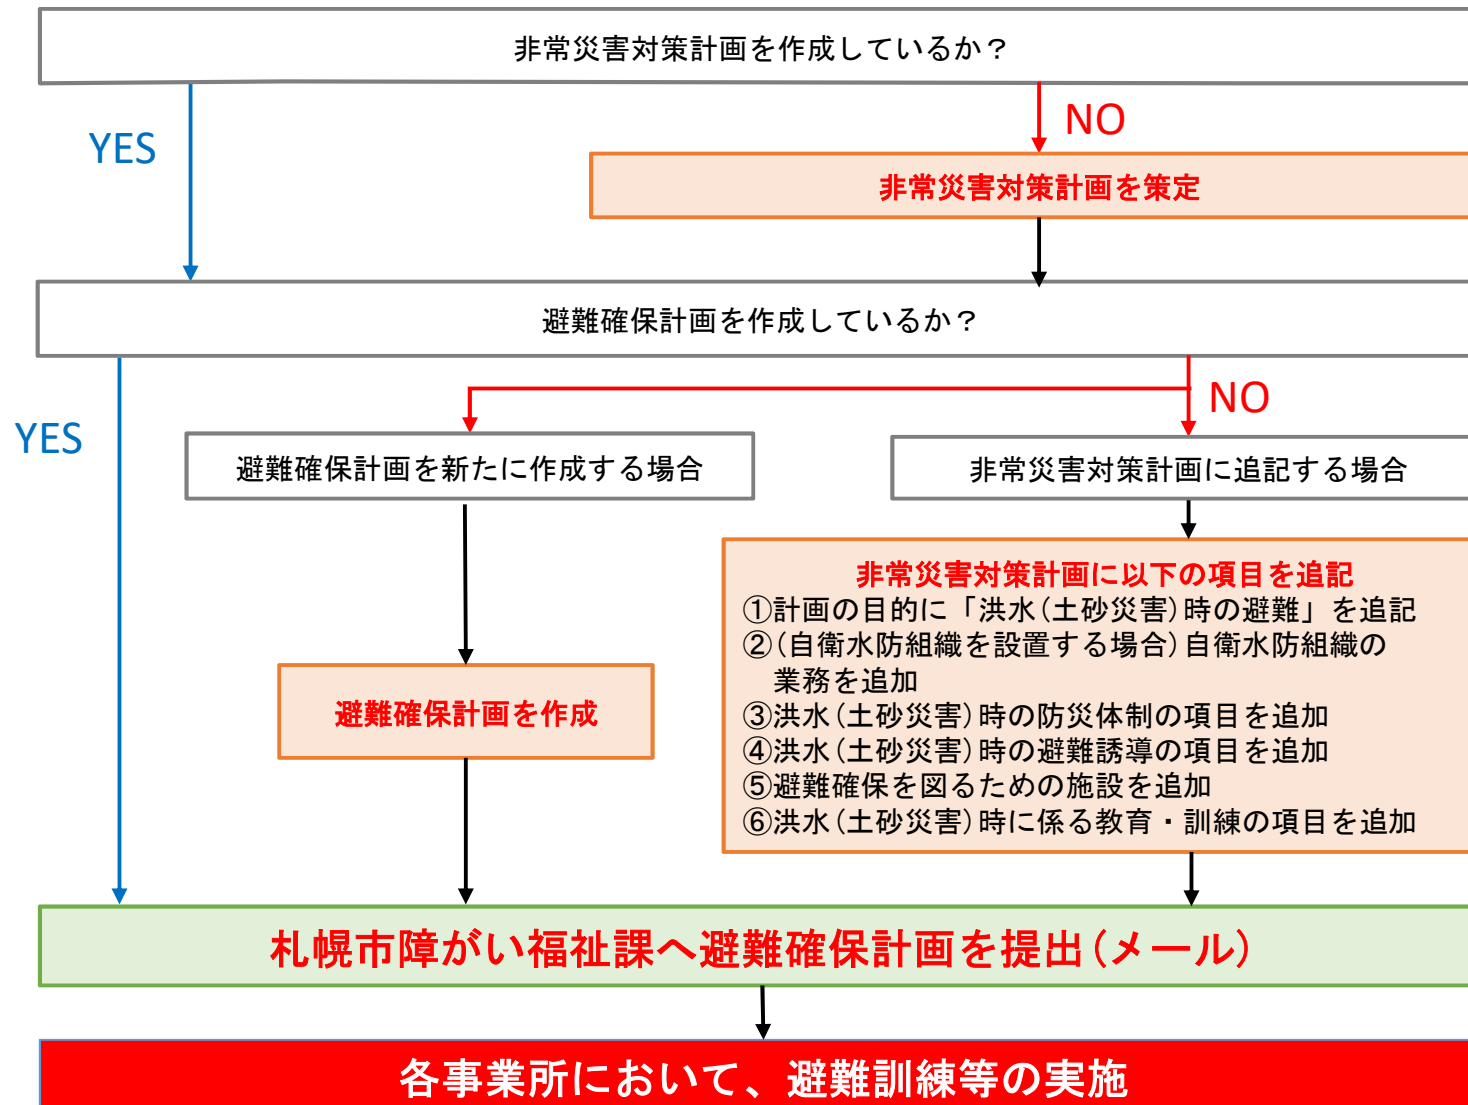 非常災害対策計画を作成しているか？
YES
NO
非常災害対策計画を策定
避難確保計画を作成しているか？
YES
NO
避難確保計画を新たに作成する場合
非常災害対策計画に追記する場合
非常災害対策計画に以下の項目を追記
①計画の目的に「洪水(土砂災害)時の避難」を追記
②(自衛水防組織を設置する場合)自衛水防組織の
業務を追加
③洪水(土砂災害)時の防災体制の項目を追加
④洪水(土砂災害)時の避難誘導の項目を追加
⑤避難確保を図るための施設を追加
⑥洪水(土砂災害)時に係る教育・訓練の項目を追加
避難確保計画を作成
札幌市障がい福祉課へ避難確保計画を提出(メール)
各事業所において、避難訓練等の実施